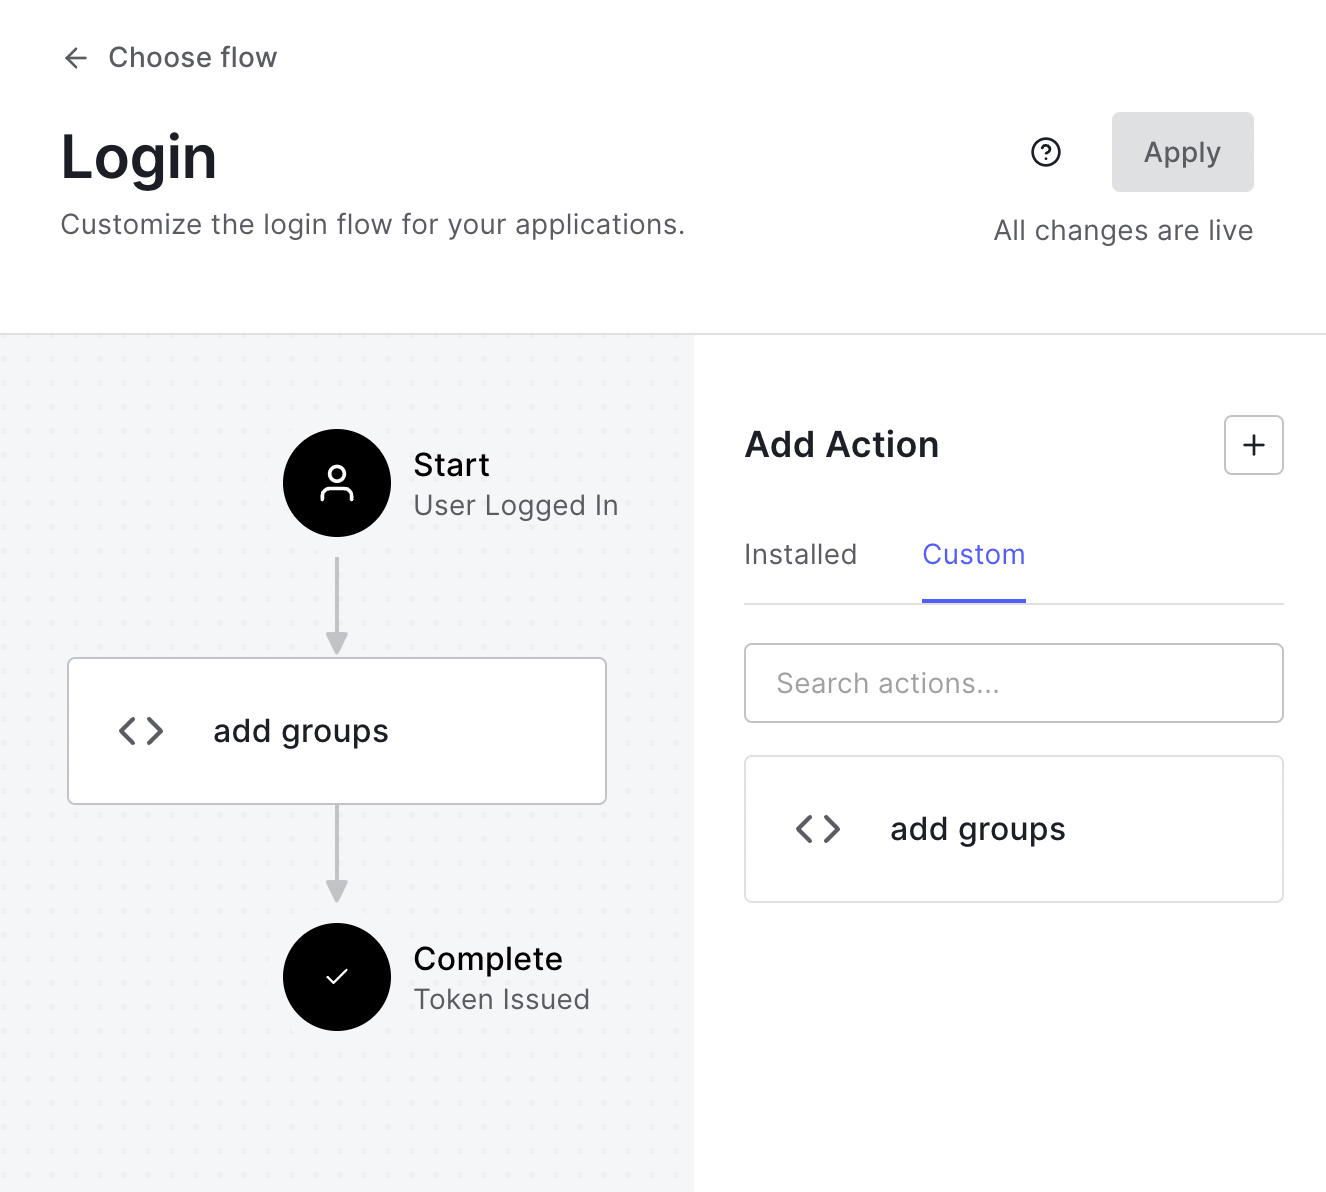 Choose flow
Login
Apply
Customize the login flow for your applications.
All changes are live
Start
User Logged In
add groups
Complete
Token Issued
Add Action
Installed
Custom
Search actions...
add groups